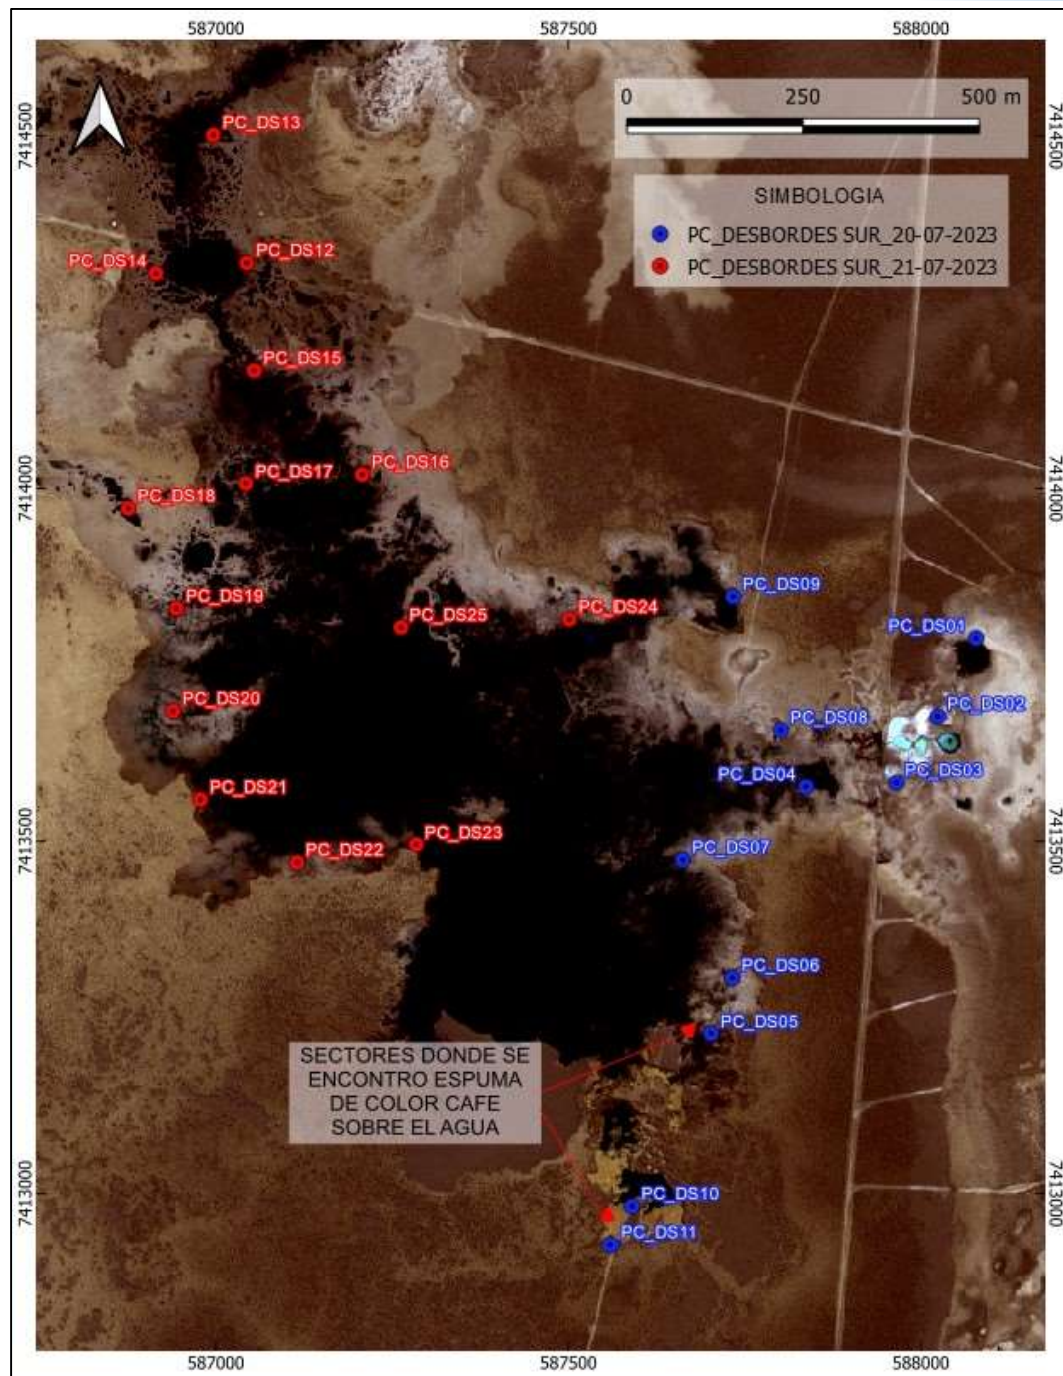 587000
587500
588000
0
250
500 m
7414500
7414500
PC_DS13
SIMBOLOGIA
PC_DESBORDES SUR_20-07-2023
PC_DESBORDES SUR_21-07-2023
PC_DS14
PC_DS12
PC_DS15
PC_DS16
PC_DS17
PC_DS18
7414000
7414000
PC_DS09
PC_DS19
PC_DS25
PC_DS24
PC_DS01
PC_DS20
PC_DS02
PC_DS08
PC_DS04
PC_DS03
PC_DS21
PC_DS23
PC_DS22
7413500
7413500
PC_DS07
PC_DS06
PC_DS05
SECTORES DONDE SE
ENCONTRO ESPUMA
DE COLOR CAFE
SOBRE EL AGUA
7413000
7413000
PC_DS10
PC_DS11
587000
587500
588000